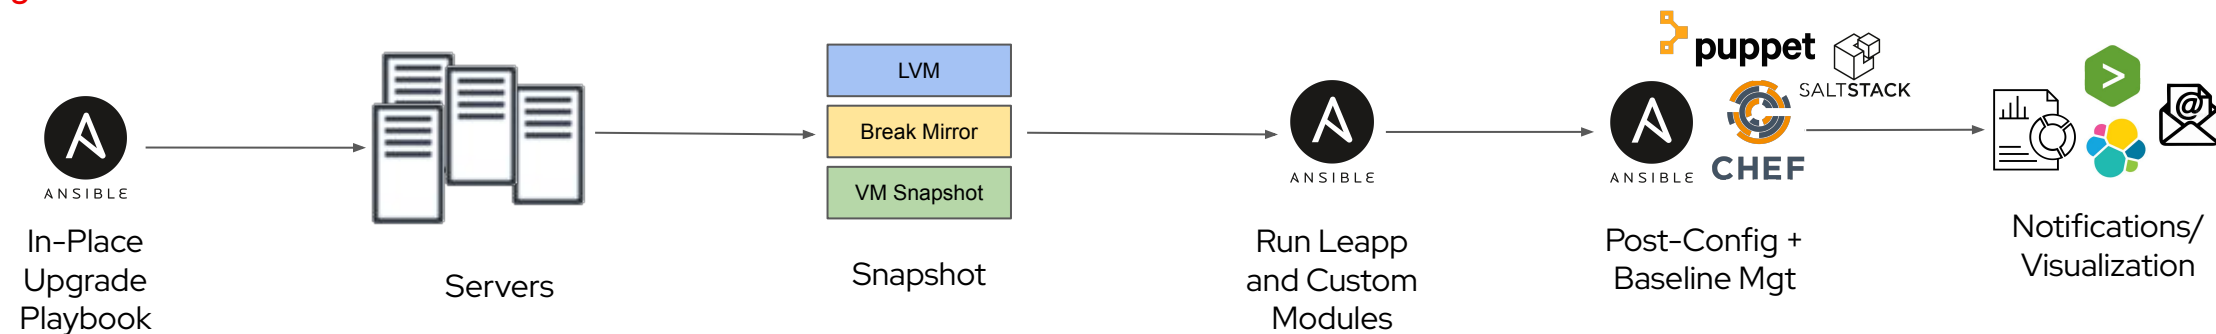 ANSIBLE
In-Place
Upgrade
Playbook
Servers
LVM
Break Mirror
VM Snapshot
Snapshot
ANSIBLE
Run Leapp
and Custom
Modules
puppet
SALTSTACK
ANSIBLE
CHEF
Post-Config +
Baseline Mgt
>
@
Notifications/
Visualization